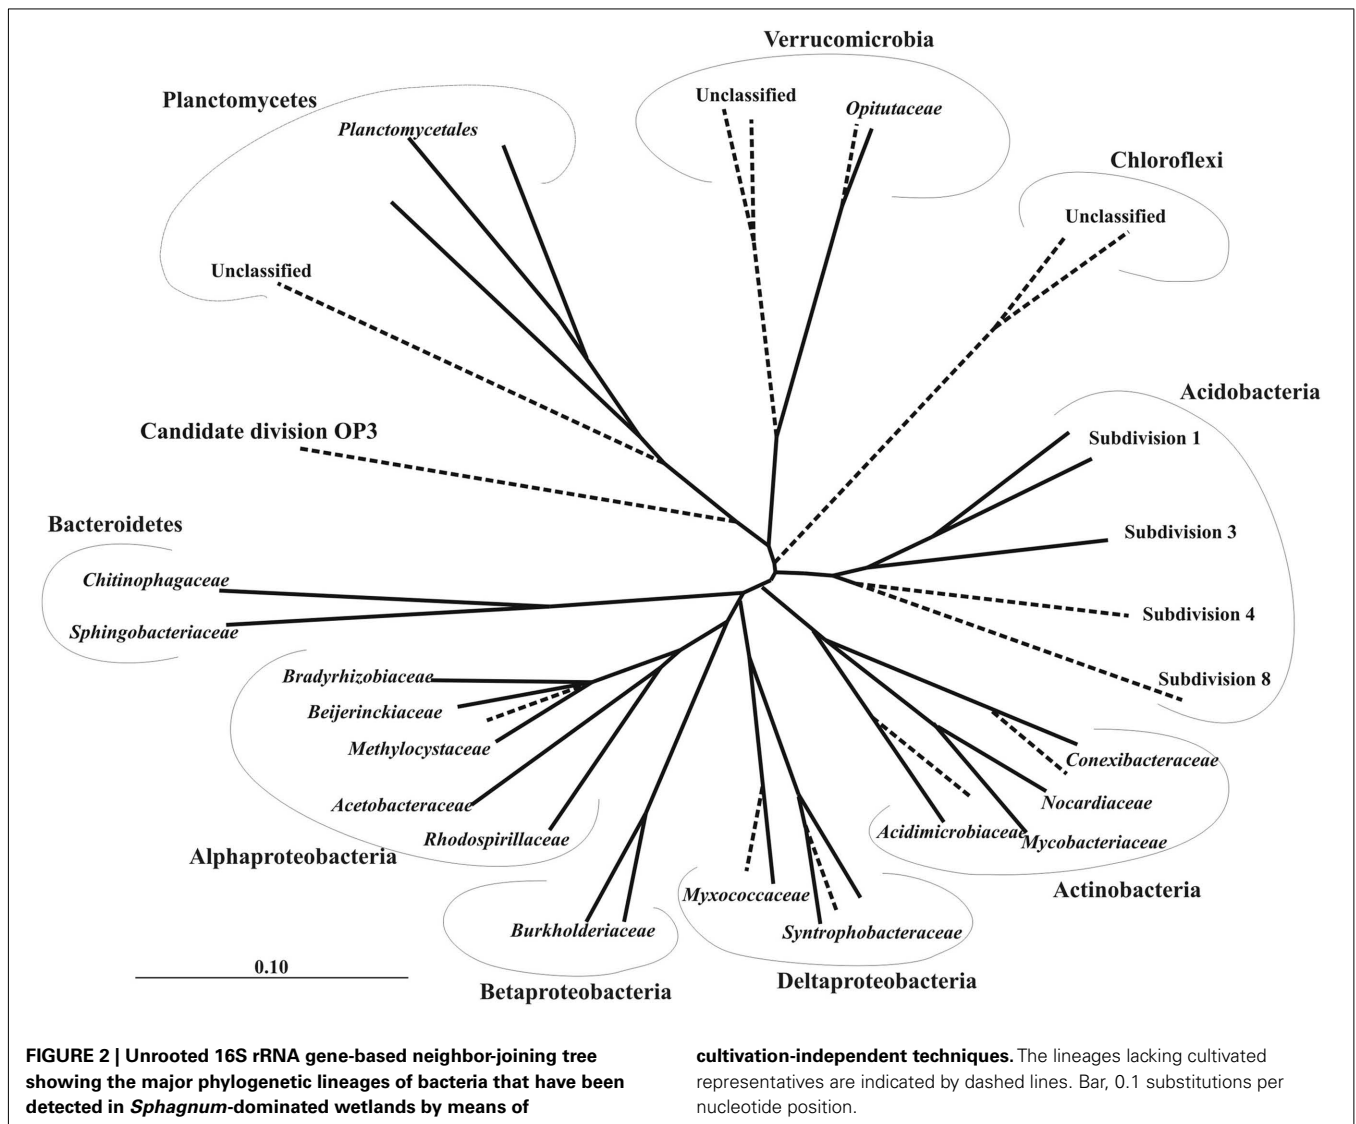 Verrucomicrobia
Planctomycetes
Unclassified
Opitutaceae
Planctomycetales
Chloroflexi
Unclassified
Unclassified
Acidobacteria
Candidate division OP3
Subdivision 1
Bacteroidetes
Subdivision 3
Chitinophagaceae
Subdivision 4
Sphingobacteriaceae
Bradyrhizobiaceae
Subdivision 8
Beijerinckiaceae
Methylocystaceae
Conexibacteraceae
Acetobacteraceae
Nocardiaceae
Rhodospirillaceae
Acidimicrobiaceae
Mycobacteriaceae
Alphaproteobacteria
Actinobacteria
Myxococcaceae
Burkholderiaceae
Syntrophobacteraceae
0.10
Deltaproteobacteria
Betaproteobacteria
FIGURE 2 | Unrooted 16S rRNA gene-based neighbor-joining tree
showing the major phylogenetic lineages of bacteria that have been
detected in Sphagnum-dominated wetlands by means of
cultivation-independent techniques. The lineages lacking cultivated
representatives are indicated by dashed lines. Bar, 0.1 substitutions per
nucleotide position.